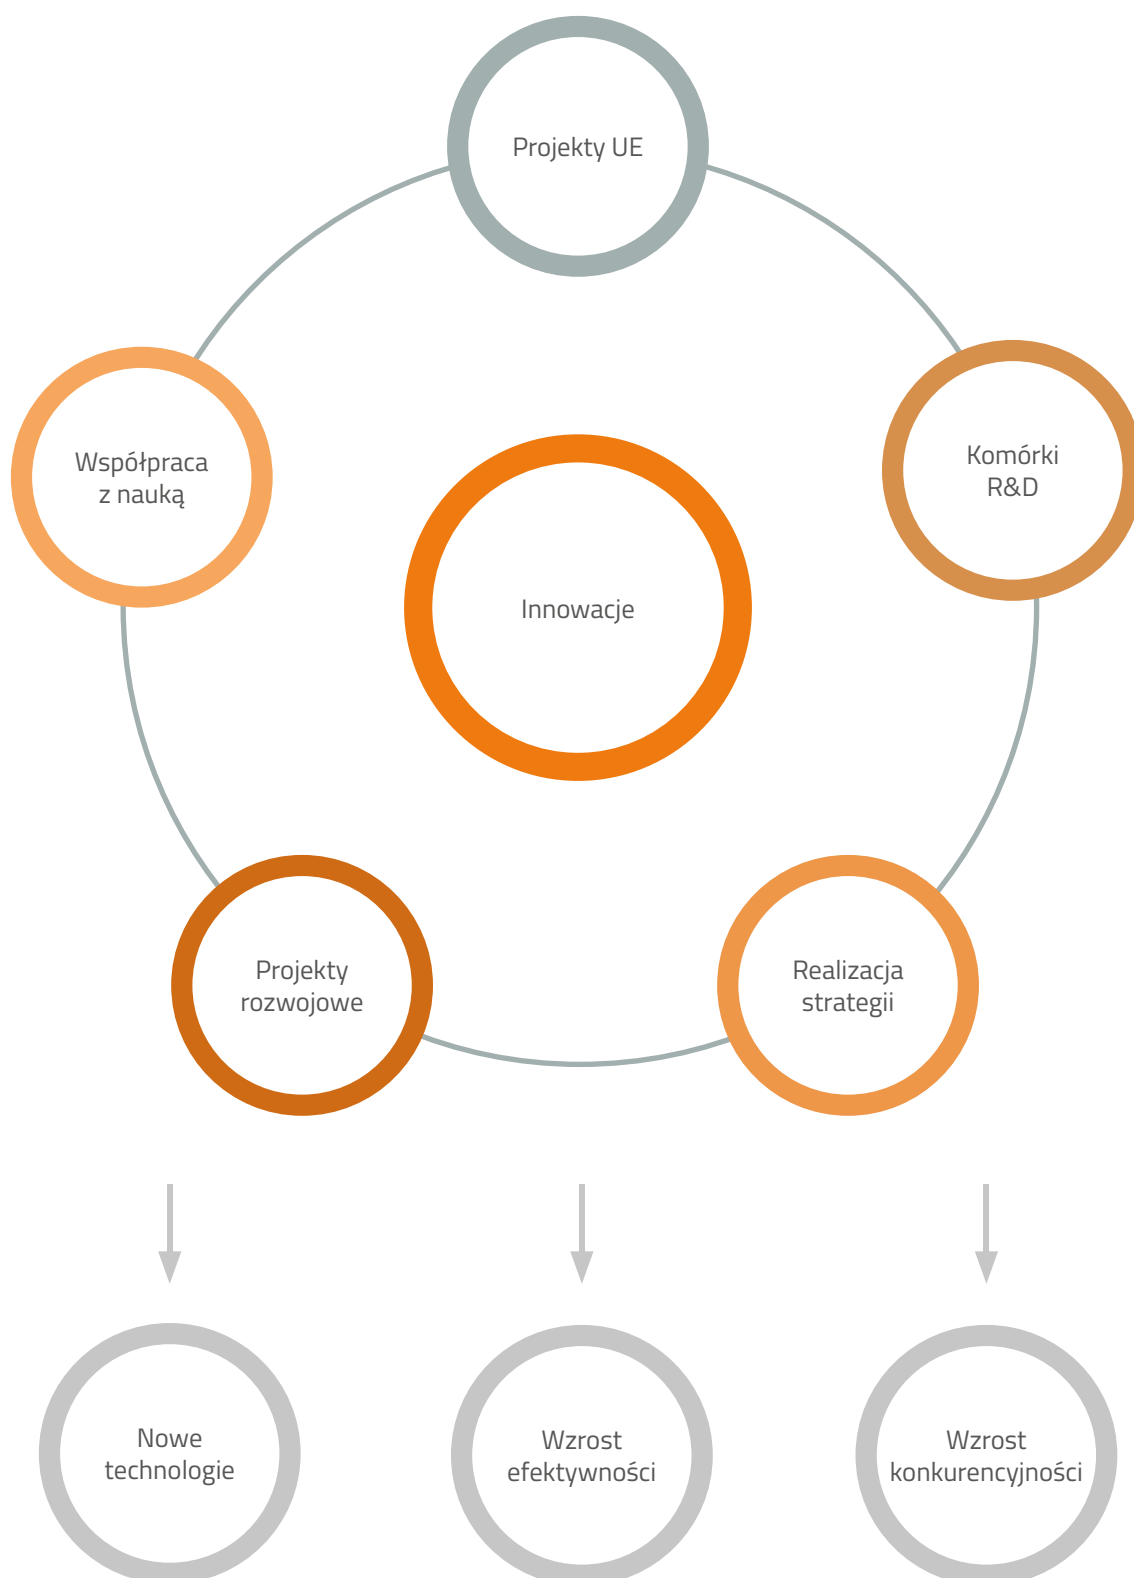 Projekty UE
Współpraca
z nauką
Komórki
R&D
Innowacje
Projekty
rozwojowe
Realizacja
strategii
Nowe
technologie
Wzrost
efektywności
Wzrost
konkurencyjności